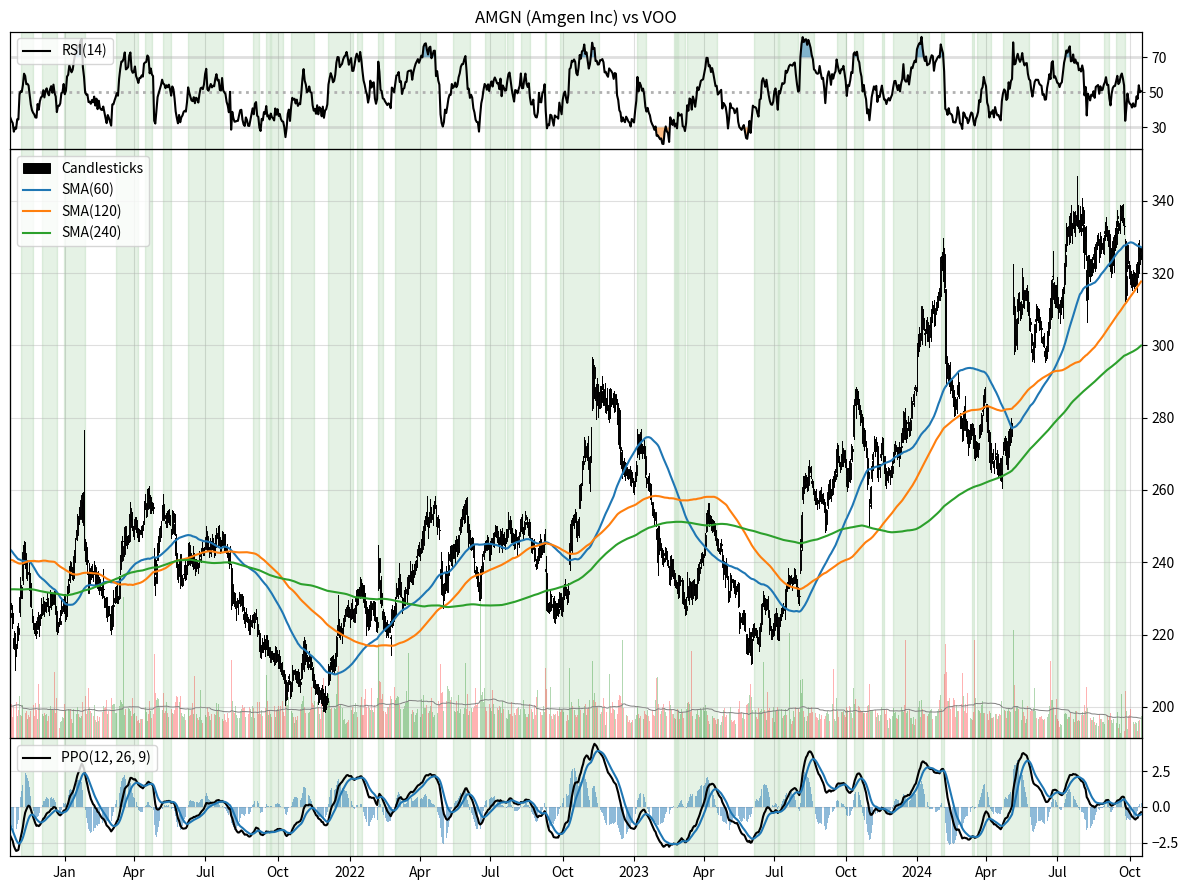 AMGN (Amgen Inc) vs VOO
RSI(14)
70
50
30
Candlesticks
SMA(60)
SMA(120)
SMA(240)
340
320
300
280
260
240
220
200
PPO(12, 26, 9)
2.5
0.0
−2.5
Jan Apr Jul Oct 2022 Apr Jul Oct 2023 Apr Jul Oct 2024 Apr Jul Oct